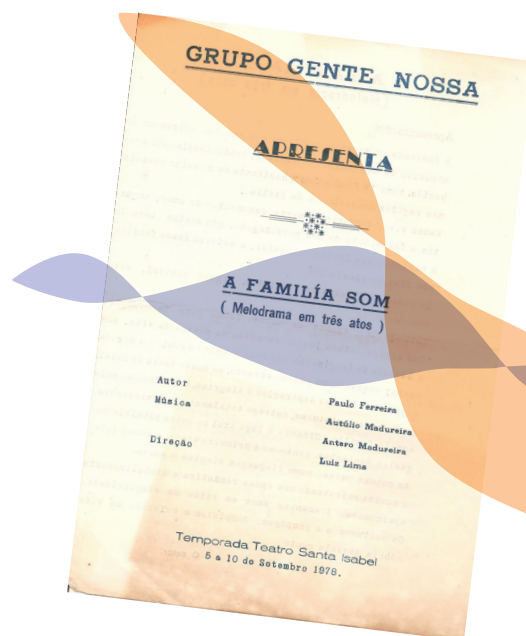 GRUPO GENTE NOSSA
APRESENTA
A FAMILÍA SOM
( Melodrama em três atos )
Autor Paulo Ferreira
Música Autúlio Madureira
Antero Madureira
Direção Luiz Lima
Temporada Teatro Santa Isabel
5 a 10 de Setembro 1978.